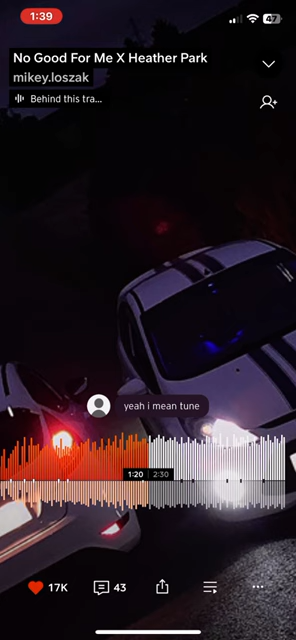 1:39
47
No Good For Me X Heather Park
mikey.loszak
Behind this tra...
yeah i mean tune
1:20 2:30
17K
43